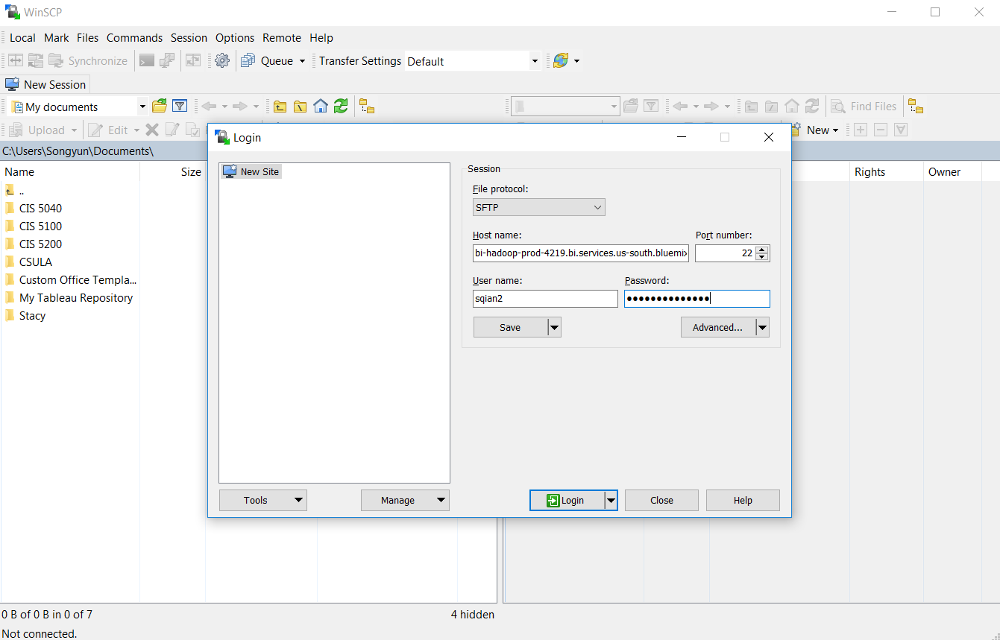 WinSCP
Local Mark Files Commands Session Options Remote Help
Synchronize Queue Transfer Settings Default
New Session
My documents Find Files
Upload Edit New
C:\Users\Songyun\Documents\
Name Size Rights Owner
..
CIS 5040
CIS 5100
CIS 5200
CSULA
Custom Office Templa...
My Tableau Repository
Stacy
Login
New Site
Session
File protocol:
SFTP
Host name: Port number:
bi-hadoop-prod-4219.bi.services.us-south.bluemix 22
User name: Password:
sqian2 ●●●●●●●●●●●●●●
Save Advanced...
Tools Manage Login Close Help
0 B of 0 B in 0 of 7 4 hidden
Not connected.